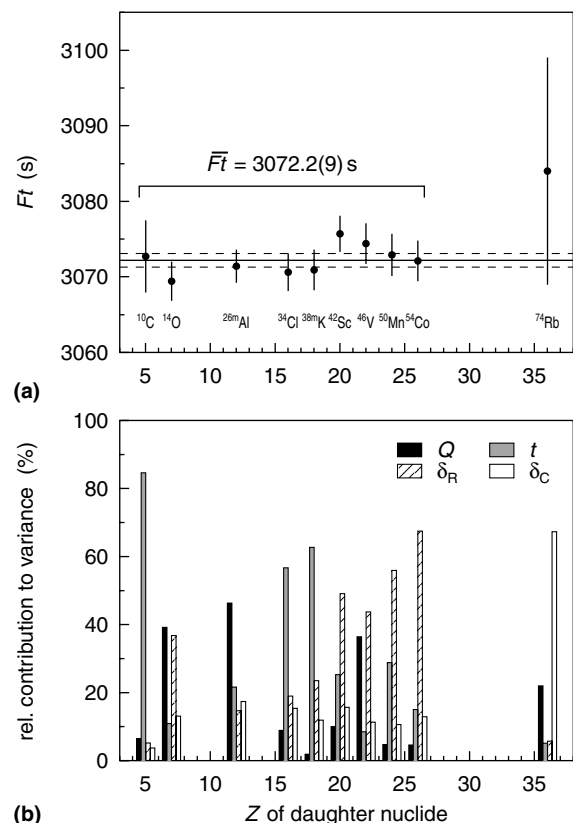 3100
3090
3080
3070
3060
Ft (s)
F̅t̅ = 3072.2(9) s
¹⁰C ¹⁴O ²⁶ᵐAl ³⁴Cl ³⁸ᵐK ⁴²Sc ⁴⁶V ⁵⁰Mn ⁵⁴Co ⁷⁴Rb
5 10 15 20 25 30 35
(a)
100
80
60
40
20
0
rel. contribution to variance (%)
Q t
δR δC
5 10 15 20 25 30 35
(b) Z of daughter nuclide